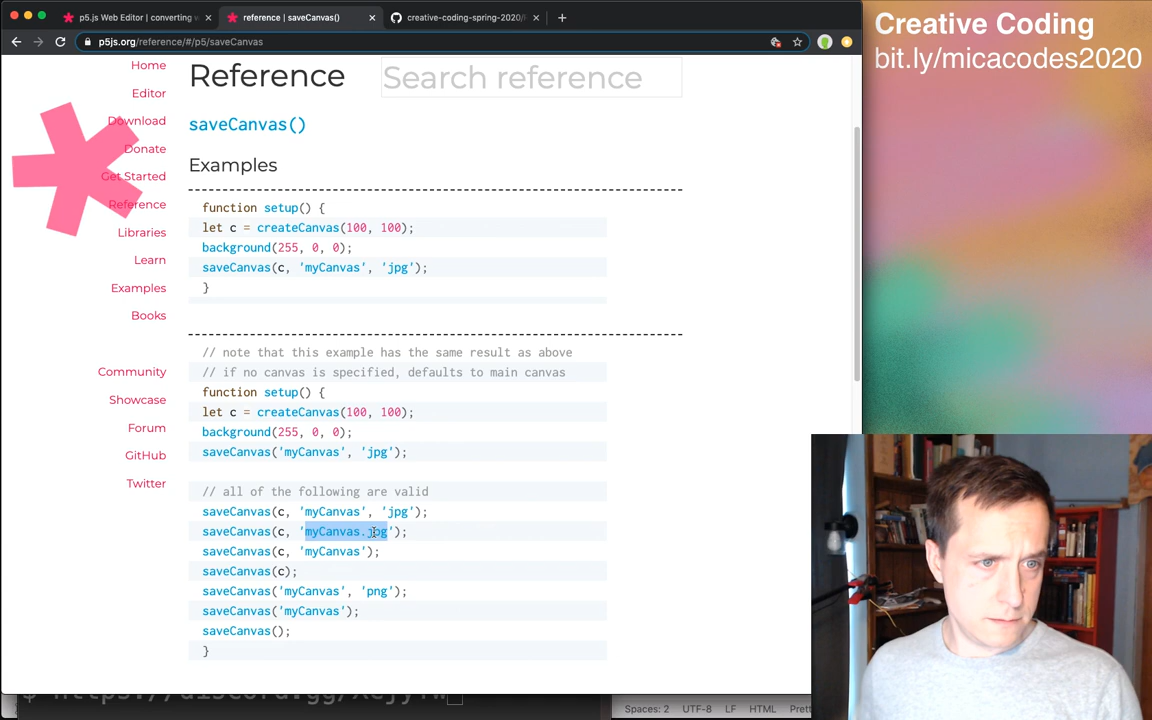 p5.js Web Editor | converting
reference | saveCanvas()
creative-coding-spring-2020/
p5js.org/reference/#/p5/saveCanvas
Creative Coding
bit.ly/micacodes2020
Home
Editor
Download
Donate
Get Started
Reference
Libraries
Learn
Examples
Books
Community
Showcase
Forum
GitHub
Twitter
Reference
Search reference
saveCanvas()
Examples
function setup() {
let c = createCanvas(100, 100);
background(255, 0, 0);
saveCanvas(c, 'myCanvas', 'jpg');
}
// note that this example has the same result as above
// if no canvas is specified, defaults to main canvas
function setup() {
let c = createCanvas(100, 100);
background(255, 0, 0);
saveCanvas('myCanvas', 'jpg');
// all of the following are valid
saveCanvas(c, 'myCanvas', 'jpg');
saveCanvas(c, 'myCanvas.jpg');
saveCanvas(c, 'myCanvas');
saveCanvas(c);
saveCanvas('myCanvas', 'png');
saveCanvas('myCanvas');
saveCanvas();
}
Spaces: 2 UTF-8 LF HTML Prett